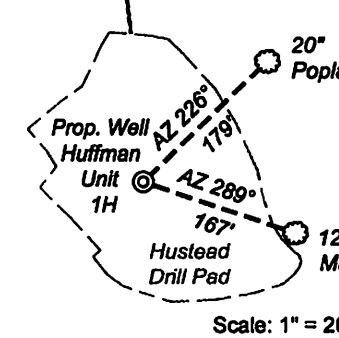 20"
Popla
Prop. Well
Huffman
Unit
1H
AZ 226°
179'
AZ 289°
167'
12
M
Hustead
Drill Pad
Scale: 1" = 20